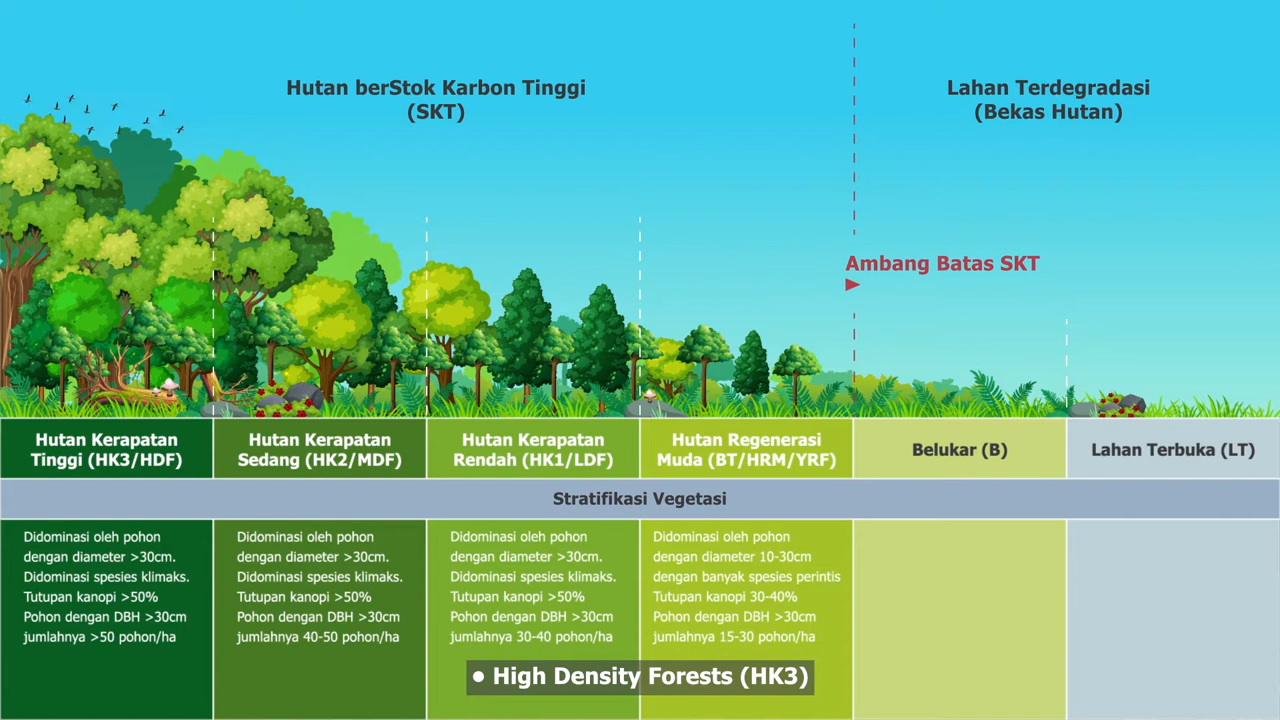 Hutan berStok Karbon Tinggi
(SKT)
Lahan Terdegradasi
(Bekas Hutan)
Ambang Batas SKT
Hutan Kerapatan
Tinggi (HK3/HDF)
Hutan Kerapatan
Sedang (HK2/MDF)
Hutan Kerapatan
Rendah (HK1/LDF)
Hutan Regenerasi
Muda (BT/HRM/YRF)
Belukar (B)
Lahan Terbuka (LT)
Stratifikasi Vegetasi
Didominasi oleh pohon
dengan diameter >30cm.
Didominasi spesies klimaks.
Tutupan kanopi >50%
Pohon dengan DBH >30cm
jumlahnya >50 pohon/ha
Didominasi oleh pohon
dengan diameter >30cm.
Didominasi spesies klimaks.
Tutupan kanopi >50%
Pohon dengan DBH >30cm
jumlahnya 40-50 pohon/ha
Didominasi oleh pohon
dengan diameter >30cm.
Didominasi spesies klimaks.
Tutupan kanopi >50%
Pohon dengan DBH >30cm
jumlahnya 30-40 pohon/ha
Didominasi oleh pohon
dengan diameter 10-30cm
dengan banyak spesies perintis
Tutupan kanopi 30-40%
Pohon dengan DBH >30cm
jumlahnya 15-30 pohon/ha
• High Density Forests (HK3)